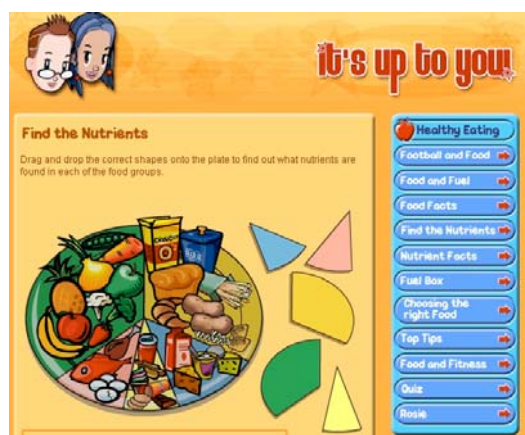 it's up to you!
Find the Nutrients
Drag and drop the correct shapes onto the plate to find out what nutrients are
found in each of the food groups.
Healthy Eating
Football and Food
Food and Fuel
Food Facts
Find the Nutrients
Nutrient Facts
Fuel Box
Choosing the
right Food
Top Tips
Food and Fitness
Quiz
Rosie